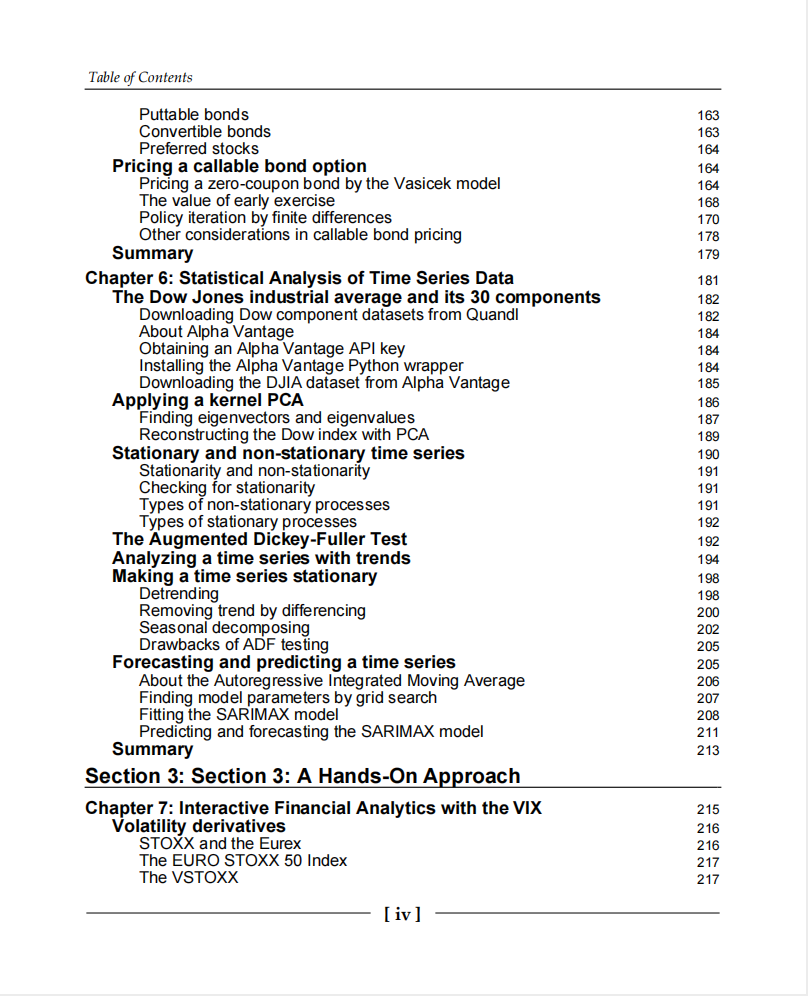 Table of Contents
Puttable bonds 163
Convertible bonds 163
Preferred stocks 164
Pricing a callable bond option 164
Pricing a zero-coupon bond by the Vasicek model 164
The value of early exercise 168
Policy iteration by finite differences 170
Other considerations in callable bond pricing 178
Summary 179
Chapter 6: Statistical Analysis of Time Series Data 181
The Dow Jones industrial average and its 30 components 182
Downloading Dow component datasets from Quandl 182
About Alpha Vantage 184
Obtaining an Alpha Vantage API key 184
Installing the Alpha Vantage Python wrapper 184
Downloading the DJIA dataset from Alpha Vantage 185
Applying a kernel PCA 186
Finding eigenvectors and eigenvalues 187
Reconstructing the Dow index with PCA 189
Stationary and non-stationary time series 190
Stationarity and non-stationarity 191
Checking for stationarity 191
Types of non-stationary processes 191
Types of stationary processes 192
The Augmented Dickey-Fuller Test 192
Analyzing a time series with trends 194
Making a time series stationary 198
Detrending 198
Removing trend by differencing 200
Seasonal decomposing 202
Drawbacks of ADF testing 205
Forecasting and predicting a time series 205
About the Autoregressive Integrated Moving Average 206
Finding model parameters by grid search 207
Fitting the SARIMAX model 208
Predicting and forecasting the SARIMAX model 211
Summary 213
Section 3: Section 3: A Hands-On Approach
Chapter 7: Interactive Financial Analytics with the VIX 215
Volatility derivatives 216
STOXX and the Eurex 216
The EURO STOXX 50 Index 217
The VSTOXX 217
[ iv ]